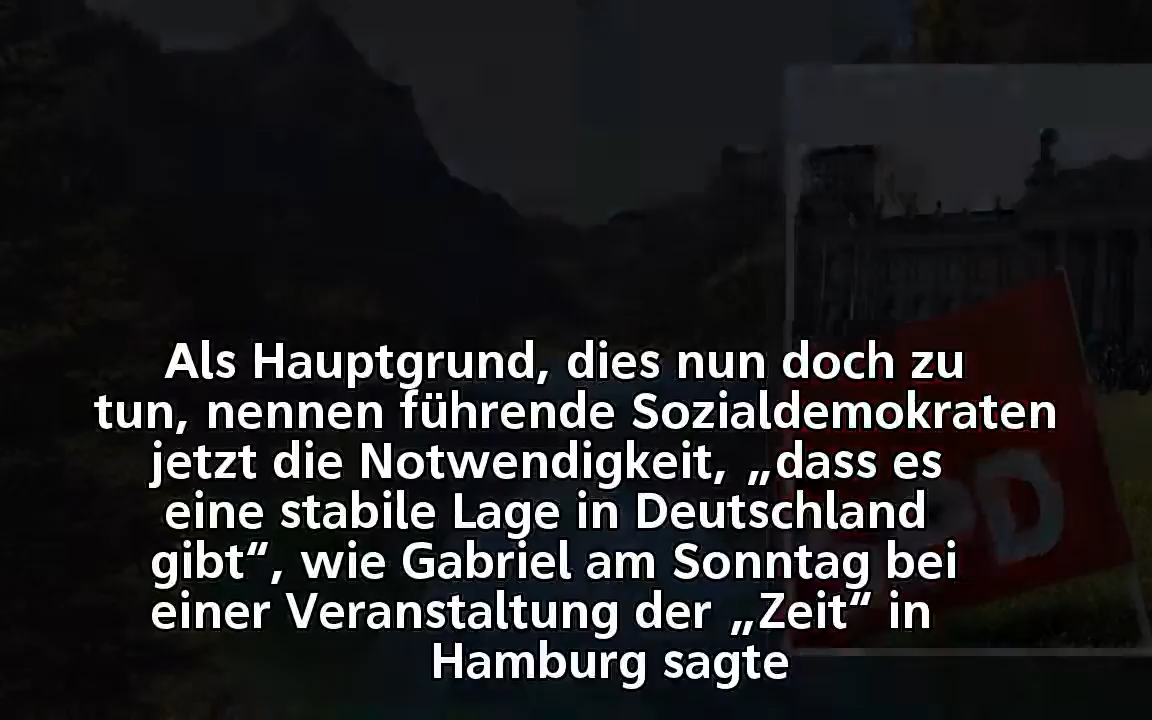 Als Hauptgrund, dies nun doch zu
tun, nennen führende Sozialdemokraten
jetzt die Notwendigkeit, „dass es
eine stabile Lage in Deutschland
gibt“, wie Gabriel am Sonntag bei
einer Veranstaltung der „Zeit“ in
Hamburg sagte
PD